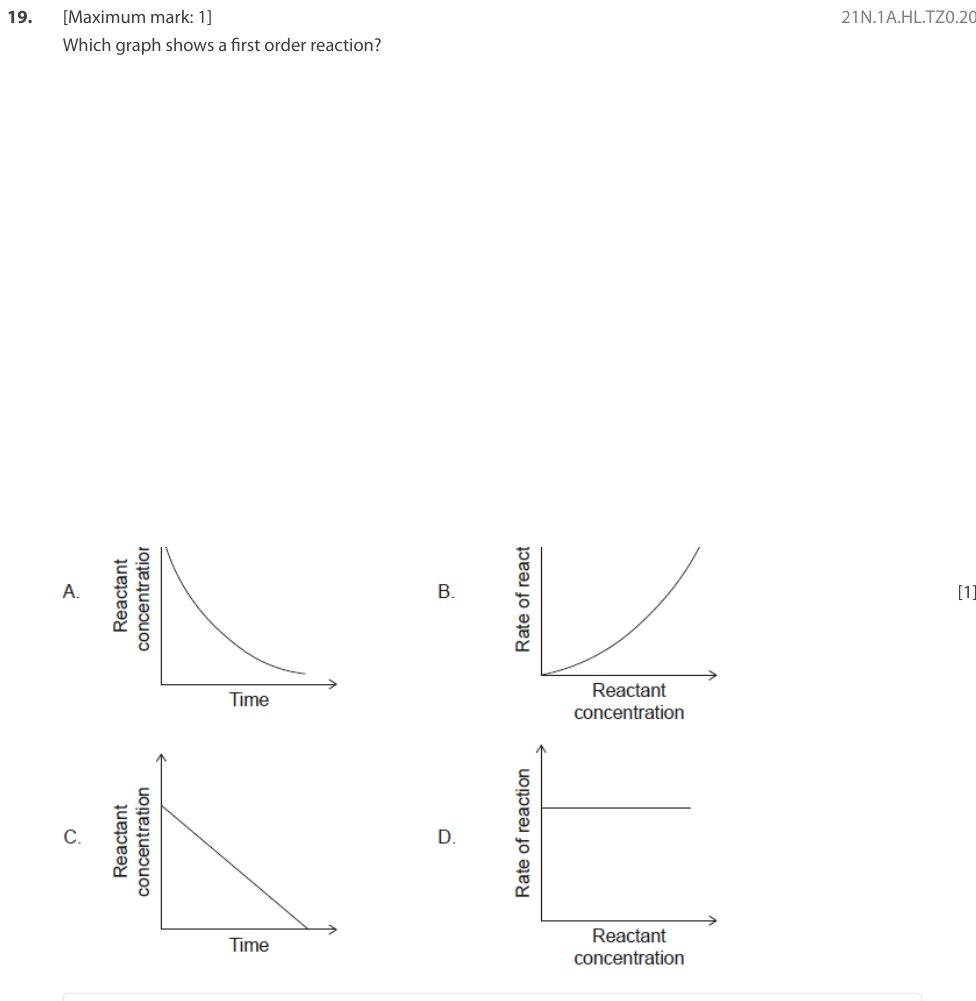 19. [Maximum mark: 1] 21N.1A.HL.TZ0.20
Which graph shows a first order reaction?
A.
Reactant
concentration
Time
B.
Rate of react
Reactant
concentration
[1]
C.
Reactant
concentration
Time
D.
Rate of reaction
Reactant
concentration